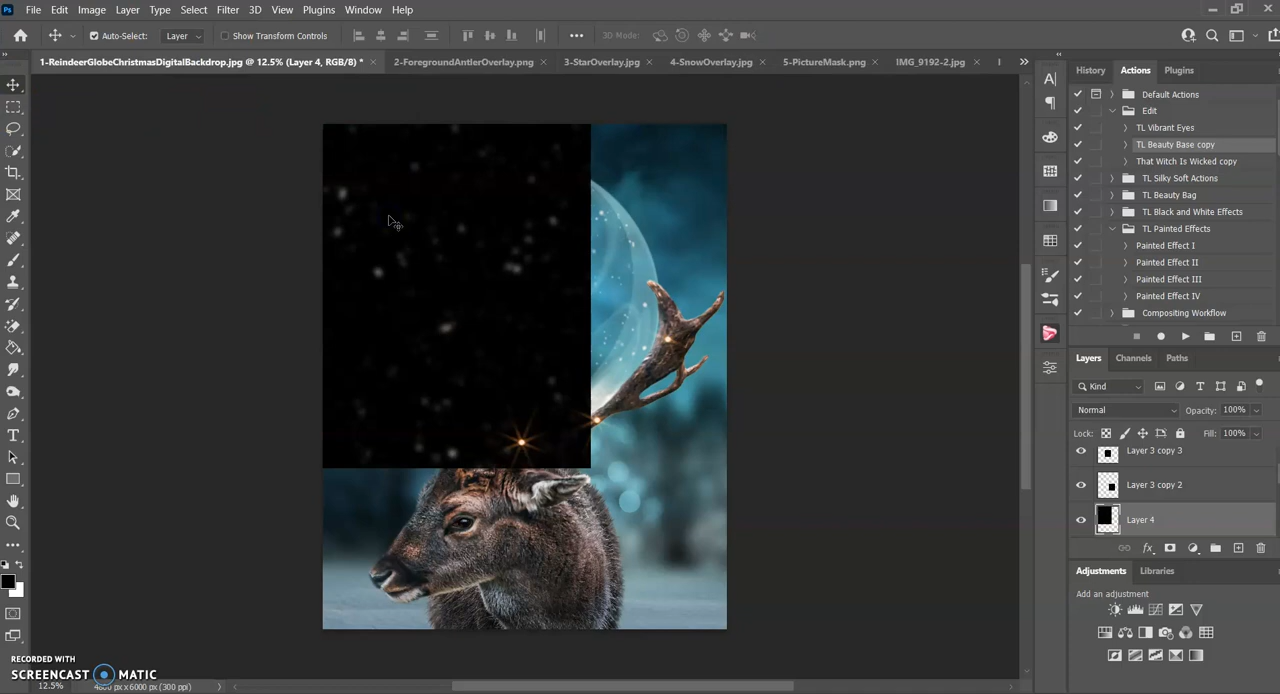 Ps File Edit Image Layer Type Select Filter 3D View Plugins Window Help
Auto-Select: Layer Show Transform Controls 3D Mode:
1-ReindeerGlobeChristmasDigitalBackdrop.jpg @ 12.5% (Layer 4, RGB/8) * × 2-ForegroundAntlerOverlay.png × 3-StarOverlay.jpg × 4-SnowOverlay.jpg × 5-PictureMask.png × IMG_9192-2.jpg ×
History Actions Plugins
Default Actions
Edit
TL Vibrant Eyes
TL Beauty Base copy
That Witch Is Wicked copy
TL Silky Soft Actions
TL Beauty Bag
TL Black and White Effects
TL Painted Effects
Painted Effect I
Painted Effect II
Painted Effect III
Painted Effect IV
Compositing Workflow
Layers Channels Paths
Kind
Normal Opacity: 100%
Lock: Fill: 100%
Layer 3 copy 3
Layer 3 copy 2
Layer 4
fx
Adjustments Libraries
Add an adjustment
RECORDED WITH
SCREENCAST MATIC
12.5% 4800 px x 6000 px (300 ppi)